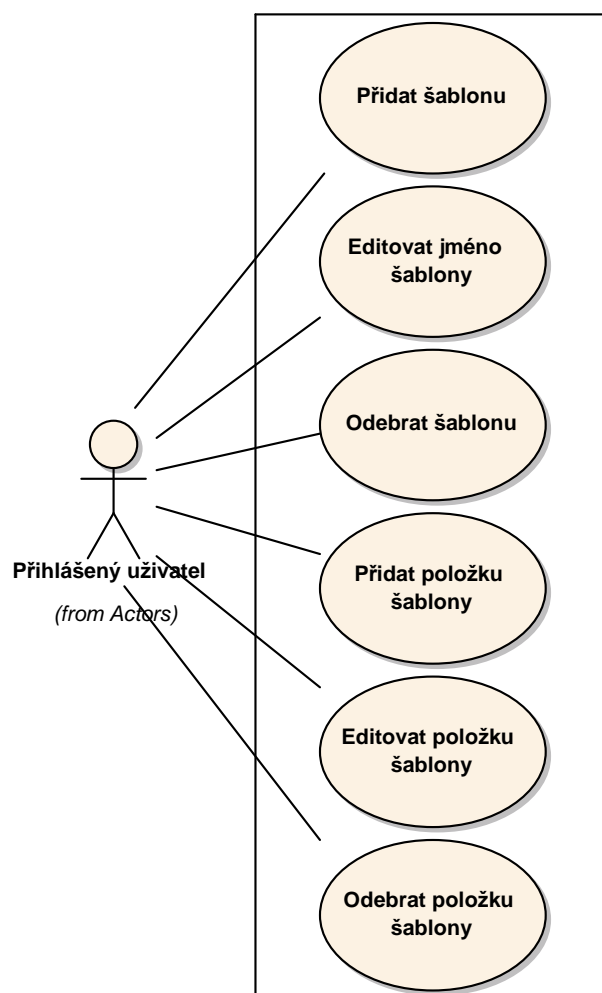 Přidat šablonu
Editovat jméno
šablony
Odebrat šablonu
Přihlášený uživatel
(from Actors)
Přidat položku
šablony
Editovat položku
šablony
Odebrat položku
šablony